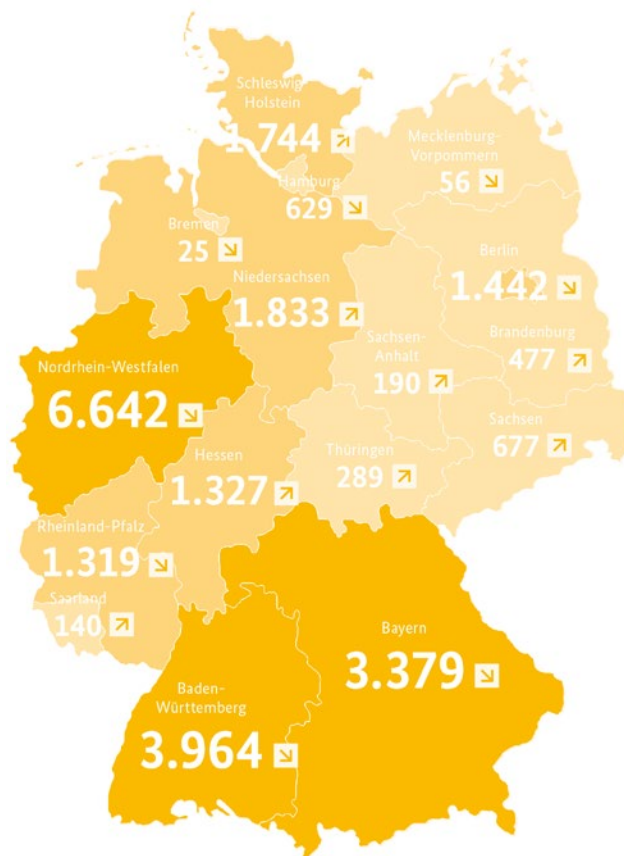 Schleswig-
Holstein
1.744
Mecklenburg-
Vorpommern
56
Hamburg
629
Bremen
25
Berlin
1.442
Niedersachsen
1.833
Brandenburg
477
Sachsen-
Anhalt
190
Nordrhein-Westfalen
6.642
Sachsen
677
Thüringen
289
Hessen
1.327
Rheinland-Pfalz
1.319
Saarland
140
Bayern
3.379
Baden-
Württemberg
3.964